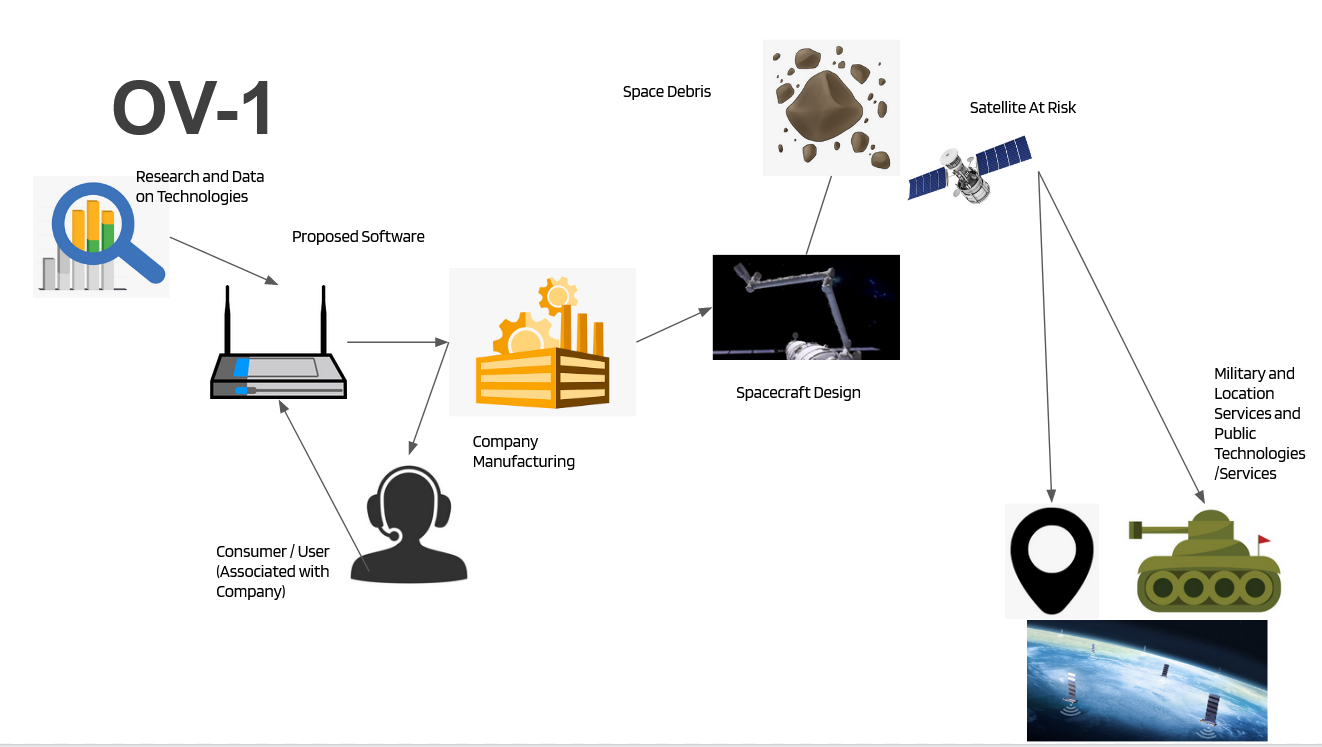 OV-1
Research and Data
on Technologies
Proposed Software
Space Debris
Satellite At Risk
Company
Manufacturing
Spacecraft Design
Consumer / User
(Associated with
Company)
Military and
Location
Services and
Public
Technologies
/Services